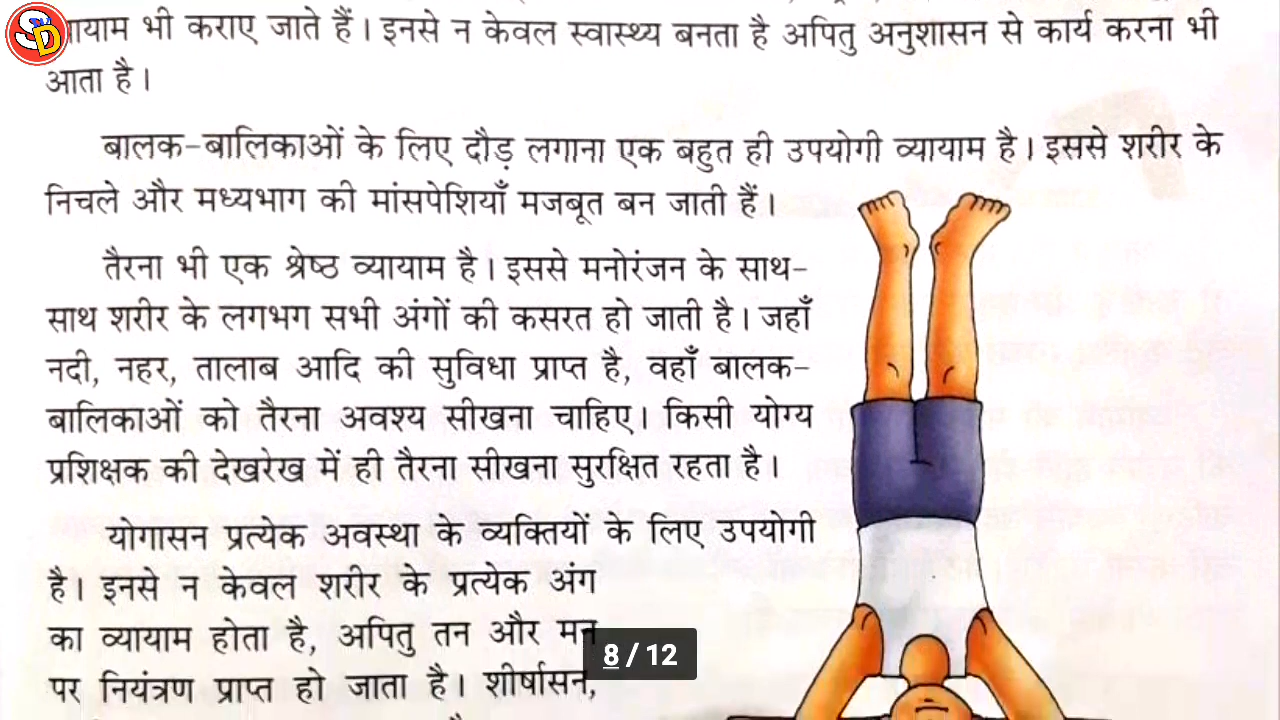 भी कराए जाते हैं। इनसे न केवल स्वास्थ्य बनता है अपितु अनुशासन से कार्य करना भी
आता है।
बालक-बालिकाओं के लिए दौड़ लगाना एक बहुत ही उपयोगी व्यायाम है। इससे शरीर के
निचले और मध्यभाग की मांसपेशियाँ मजबूत बन जाती हैं।
तैरना भी एक श्रेष्ठ व्यायाम है। इससे मनोरंजन के साथ-
साथ शरीर के लगभग सभी अंगों की कसरत हो जाती है। जहाँ
नदी, नहर, तालाब आदि की सुविधा प्राप्त है, वहाँ बालक-
बालिकाओं को तैरना अवश्य सीखना चाहिए। किसी योग्य
प्रशिक्षक की देखरेख में ही तैरना सीखना सुरक्षित रहता है।
योगासन प्रत्येक अवस्था के व्यक्तियों के लिए उपयोगी
है। इनसे न केवल शरीर के प्रत्येक अंग
का व्यायाम होता है, अपितु तन और मन
पर नियंत्रण प्राप्त हो जाता है। शीर्षासन,
8 / 12
SD